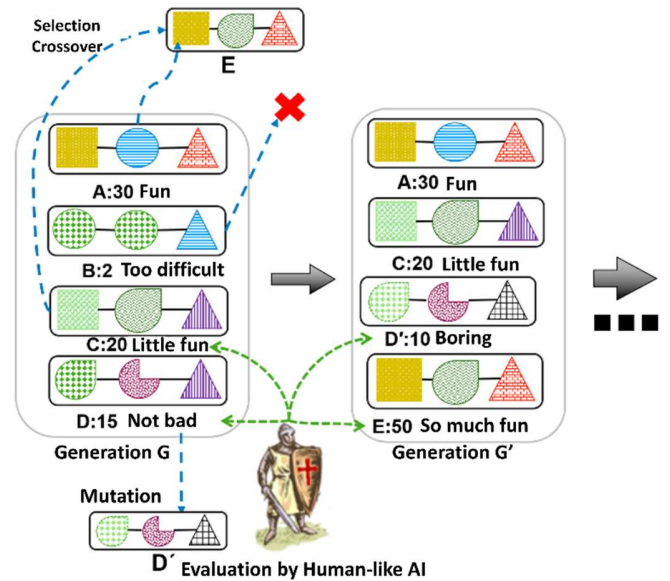 Selection
Crossover
E
A:30 Fun
B:2 Too difficult
C:20 Little fun
D:15 Not bad
Generation G
Mutation
D´
Evaluation by Human-like AI
A:30 Fun
C:20 Little fun
D':10 Boring
E:50 So much fun
Generation G'